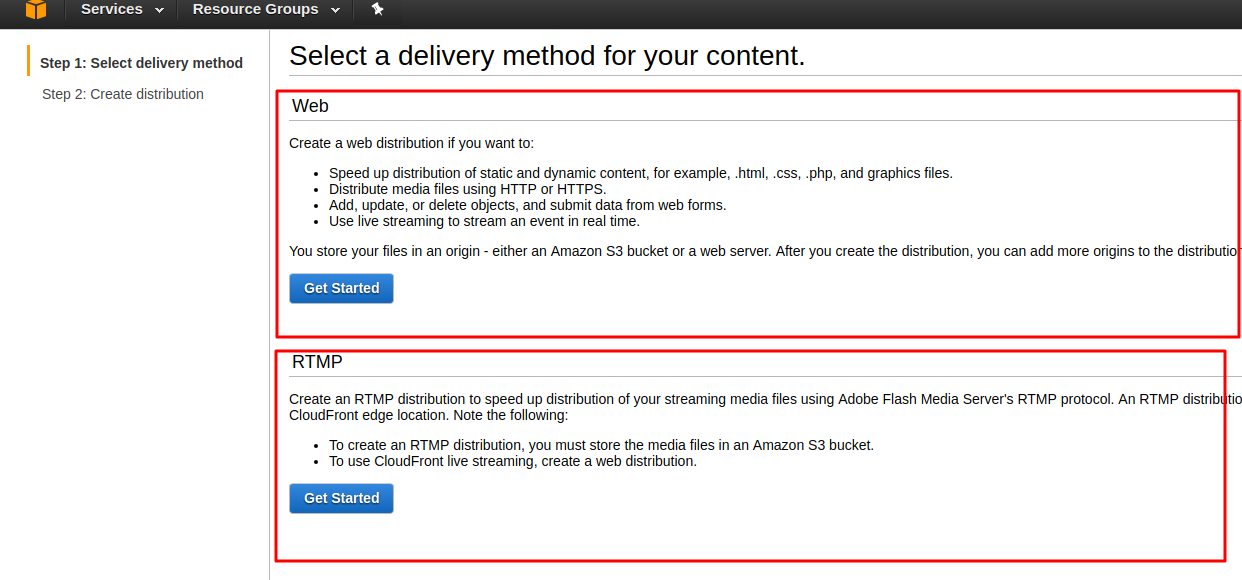 Services
Resource Groups
Step 1: Select delivery method
Step 2: Create distribution
Select a delivery method for your content.
Web
Create a web distribution if you want to:
Speed up distribution of static and dynamic content, for example, .html, .css, .php, and graphics files.
Distribute media files using HTTP or HTTPS.
Add, update, or delete objects, and submit data from web forms.
Use live streaming to stream an event in real time.
You store your files in an origin - either an Amazon S3 bucket or a web server. After you create the distribution, you can add more origins to the distribution
Get Started
RTMP
Create an RTMP distribution to speed up distribution of your streaming media files using Adobe Flash Media Server's RTMP protocol. An RTMP distributio
CloudFront edge location. Note the following:
To create an RTMP distribution, you must store the media files in an Amazon S3 bucket.
To use CloudFront live streaming, create a web distribution.
Get Started